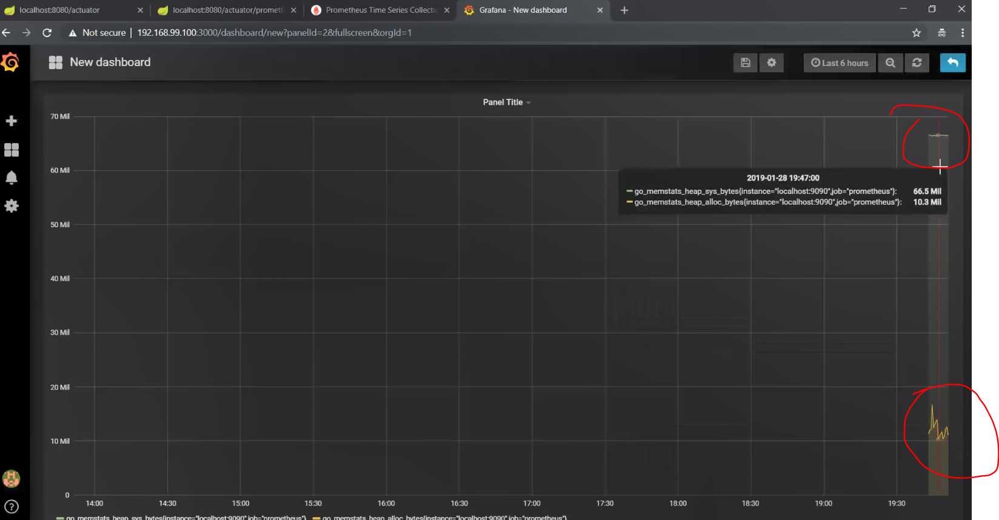 localhost:8080/actuator
localhost:8080/actuator/prometh
Prometheus Time Series Collecti
Grafana - New dashboard
Not secure | 192.168.99.100:3000/dashboard/new?panelId=2&fullscreen&orgId=1
New dashboard
Last 6 hours
Panel Title
70 Mil
60 Mil
2019-01-28 19:47:00
go_memstats_heap_sys_bytes{instance="localhost:9090",job="prometheus"}: 66.5 Mil
go_memstats_heap_alloc_bytes{instance="localhost:9090",job="prometheus"}: 10.3 Mil
50 Mil
40 Mil
30 Mil
20 Mil
10 Mil
0
14:00 14:30 15:00 15:30 16:00 16:30 17:00 17:30 18:00 18:30 19:00 19:30
go_memstats_heap_sys_bytes{instance="localhost:9090",job="prometheus"} go_memstats_heap_alloc_bytes{instance="localhost:9090",job="prometheus"}